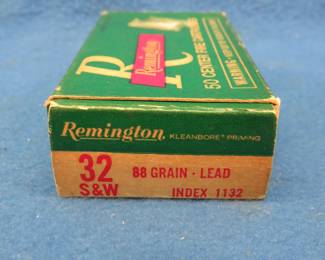 R
Remington
50 CENTER FIRE CARTRIDGES
Remington KLEANBORE PRIMING
32 88 GRAIN · LEAD
S&W INDEX 1132